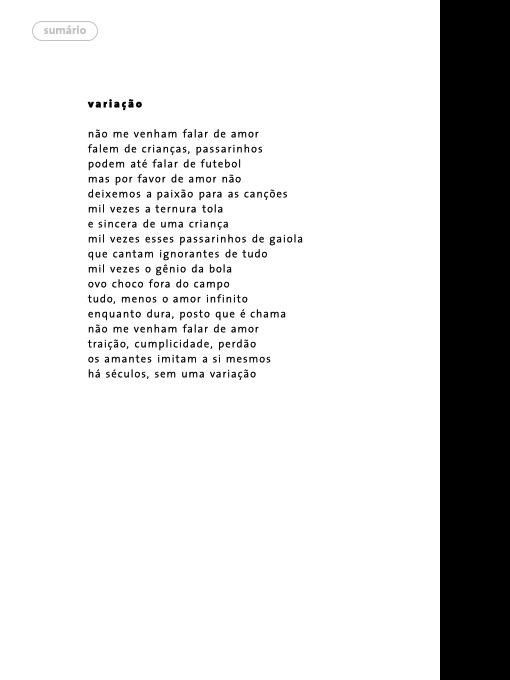 sumário
variação
não me venham falar de amor
falem de crianças, passarinhos
podem até falar de futebol
mas por favor de amor não
deixemos a paixão para as canções
mil vezes a ternura tola
e sincera de uma criança
mil vezes esses passarinhos de gaiola
que cantam ignorantes de tudo
mil vezes o gênio da bola
ovo choco fora do campo
tudo, menos o amor infinito
enquanto dura, posto que é chama
não me venham falar de amor
traição, cumplicidade, perdão
os amantes imitam a si mesmos
há séculos, sem uma variação